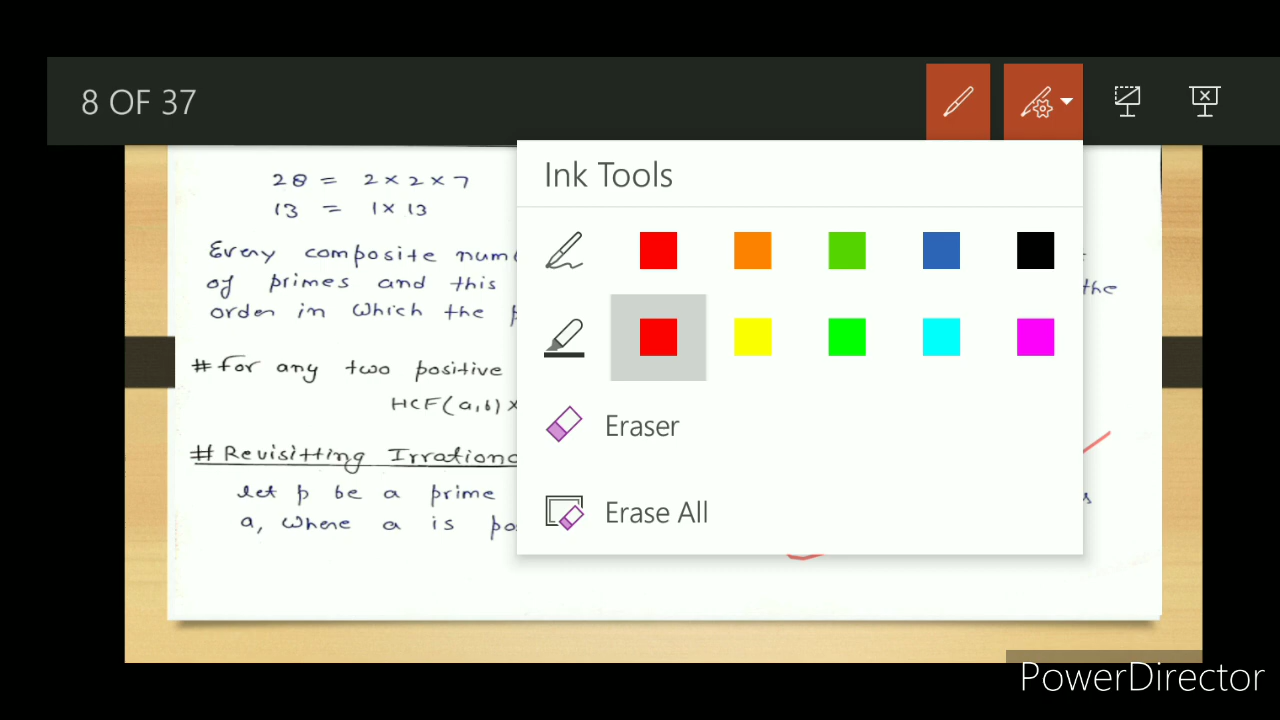 8 OF 37
Ink Tools
Eraser
Erase All
28 = 2 × 2 × 7
13 = 1 × 13
Every composite num
of primes and this the
order in which the p
# For any two positive
HCF(a,b) ×
# Revisitting Irrationa
let p be a prime
a, where a is po
PowerDirector